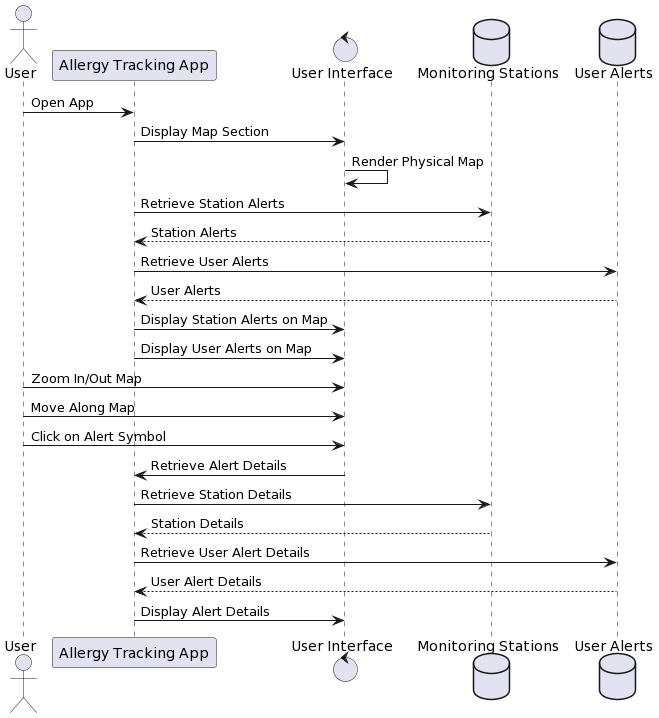 User
Allergy Tracking App
User Interface
Monitoring Stations
User Alerts
Open App
Display Map Section
Render Physical Map
Retrieve Station Alerts
Station Alerts
Retrieve User Alerts
User Alerts
Display Station Alerts on Map
Display User Alerts on Map
Zoom In/Out Map
Move Along Map
Click on Alert Symbol
Retrieve Alert Details
Retrieve Station Details
Station Details
Retrieve User Alert Details
User Alert Details
Display Alert Details
User
Allergy Tracking App
User Interface
Monitoring Stations
User Alerts